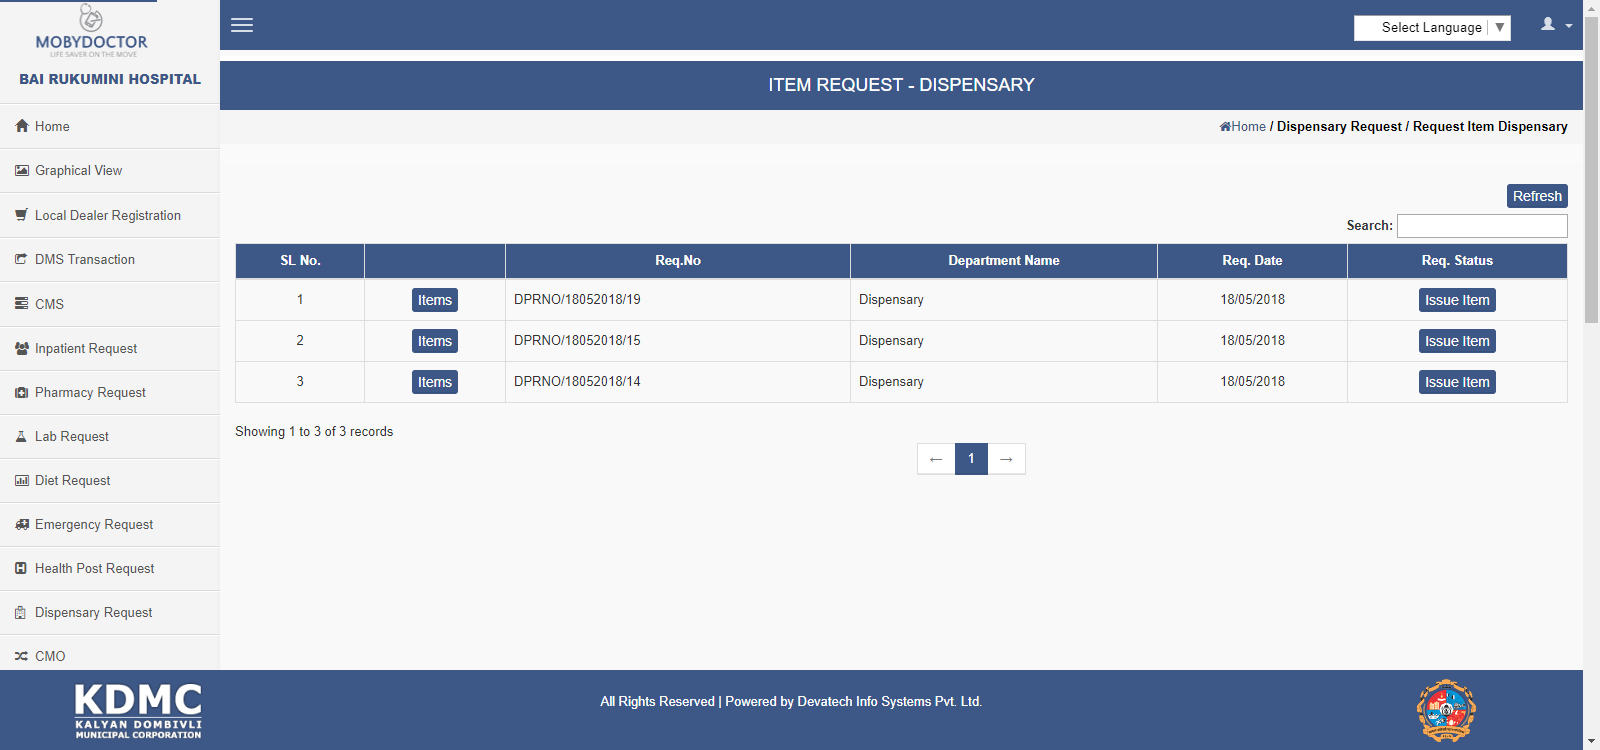 MOBYDOCTOR
LIFE SAVER ON THE MOVE
BAI RUKUMINI HOSPITAL
Home
Graphical View
Local Dealer Registration
DMS Transaction
CMS
Inpatient Request
Pharmacy Request
Lab Request
Diet Request
Emergency Request
Health Post Request
Dispensary Request
CMO
Select Language ▼
ITEM REQUEST - DISPENSARY
Home / Dispensary Request / Request Item Dispensary
Refresh
Search:
SL No. Req.No Department Name Req. Date Req. Status
1 Items DPRNO/18052018/19 Dispensary 18/05/2018 Issue Item
2 Items DPRNO/18052018/15 Dispensary 18/05/2018 Issue Item
3 Items DPRNO/18052018/14 Dispensary 18/05/2018 Issue Item
Showing 1 to 3 of 3 records
← 1 →
KDMC
KALYAN DOMBIVLI
MUNICIPAL CORPORATION
All Rights Reserved | Powered by Devatech Info Systems Pvt. Ltd.